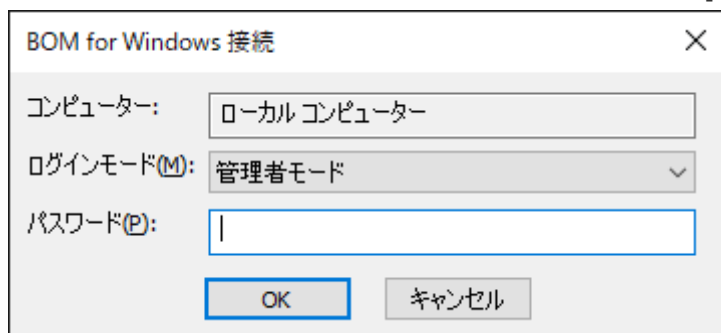 BOM for Windows 接続
コンピューター: ローカル コンピューター
ログインモード(M): 管理者モード
パスワード(P):
OK キャンセル